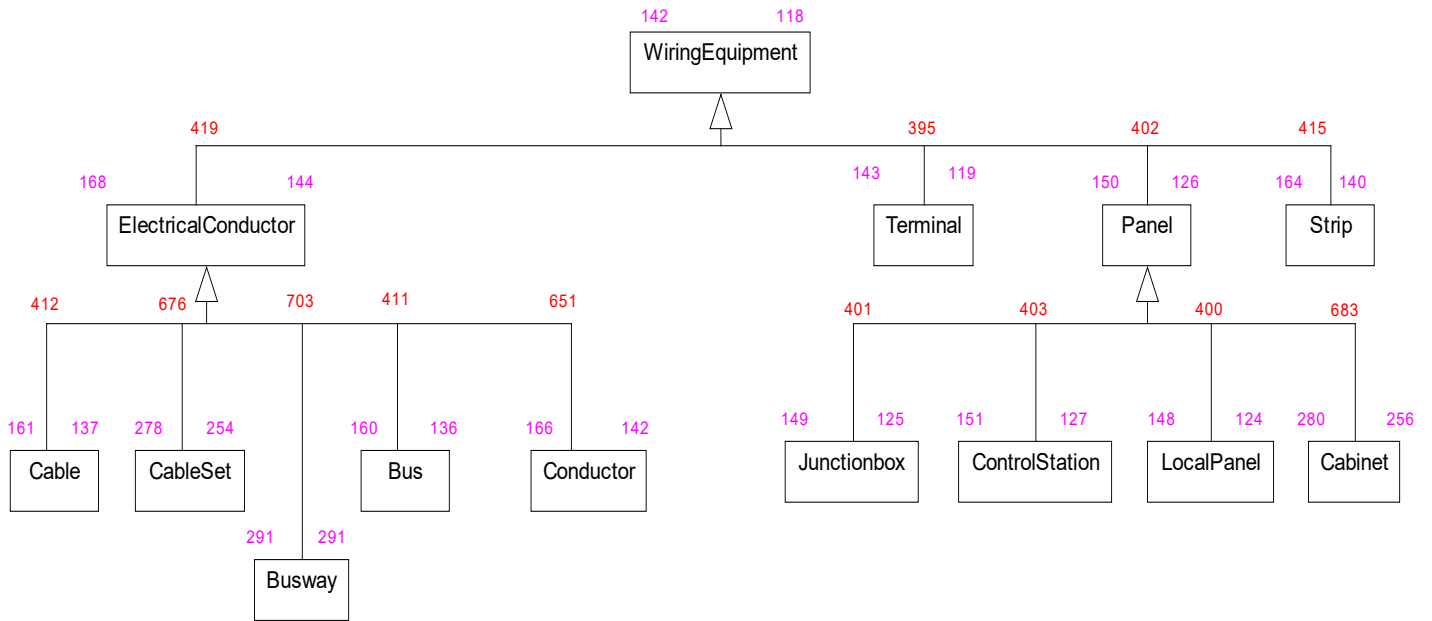 142 118
WiringEquipment
419 395 402 415
168 144 143 119 150 126 164 140
ElectricalConductor Terminal Panel Strip
412 676 703 411 651 401 403 400 683
161 137 278 254 160 136 166 142 149 125 151 127 148 124 280 256
Cable CableSet Bus Conductor Junctionbox ControlStation LocalPanel Cabinet
291 291
Busway